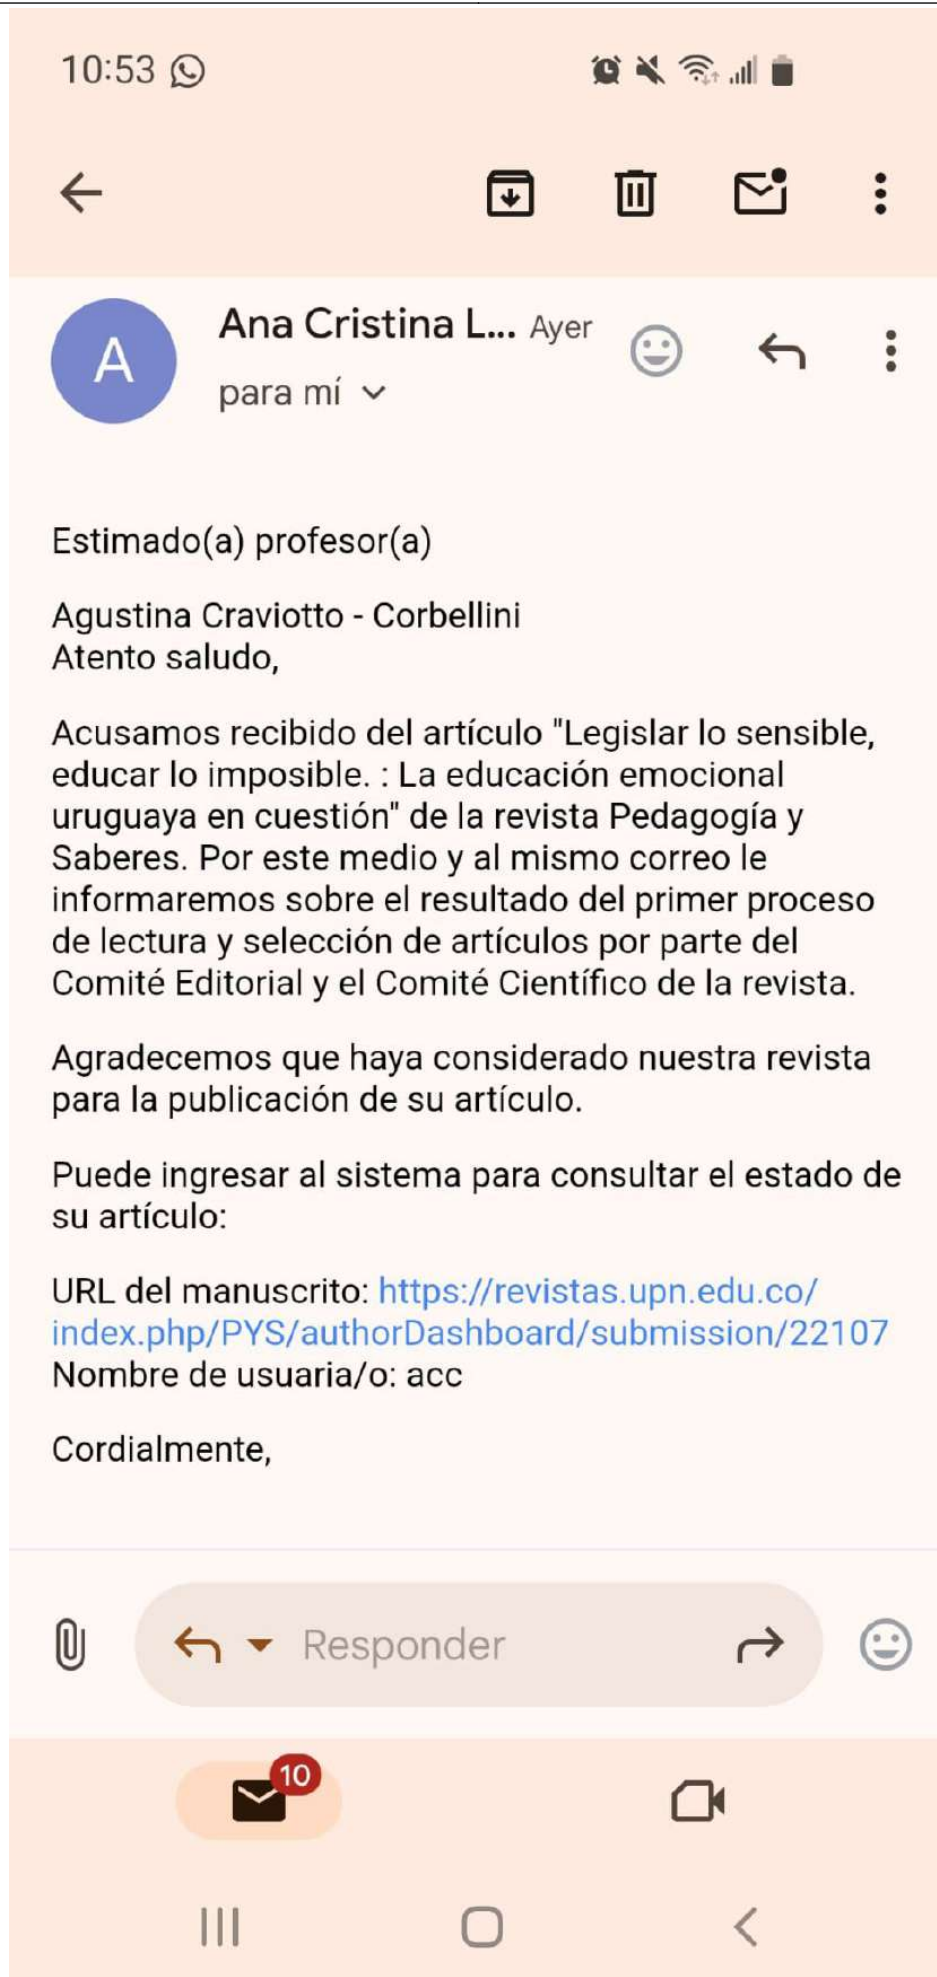 10:53
Ana Cristina L... Ayer
para mí
A
Estimado(a) profesor(a)
Agustina Craviotto - Corbellini
Atento saludo,
Acusamos recibido del artículo "Legislar lo sensible,
educar lo imposible. : La educación emocional
uruguaya en cuestión" de la revista Pedagogía y
Saberes. Por este medio y al mismo correo le
informaremos sobre el resultado del primer proceso
de lectura y selección de artículos por parte del
Comité Editorial y el Comité Científico de la revista.
Agradecemos que haya considerado nuestra revista
para la publicación de su artículo.
Puede ingresar al sistema para consultar el estado de
su artículo:
URL del manuscrito: https://revistas.upn.edu.co/
index.php/PYS/authorDashboard/submission/22107
Nombre de usuaria/o: acc
Cordialmente,
Responder
10